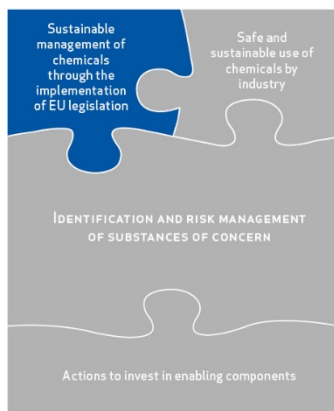 Sustainable
management of
chemicals
through the
implementation
of EU legislation
Safe and
sustainable use of
chemicals by
industry
IDENTIFICATION AND RISK MANAGEMENT
OF SUBSTANCES OF CONCERN
Actions to invest in enabling components